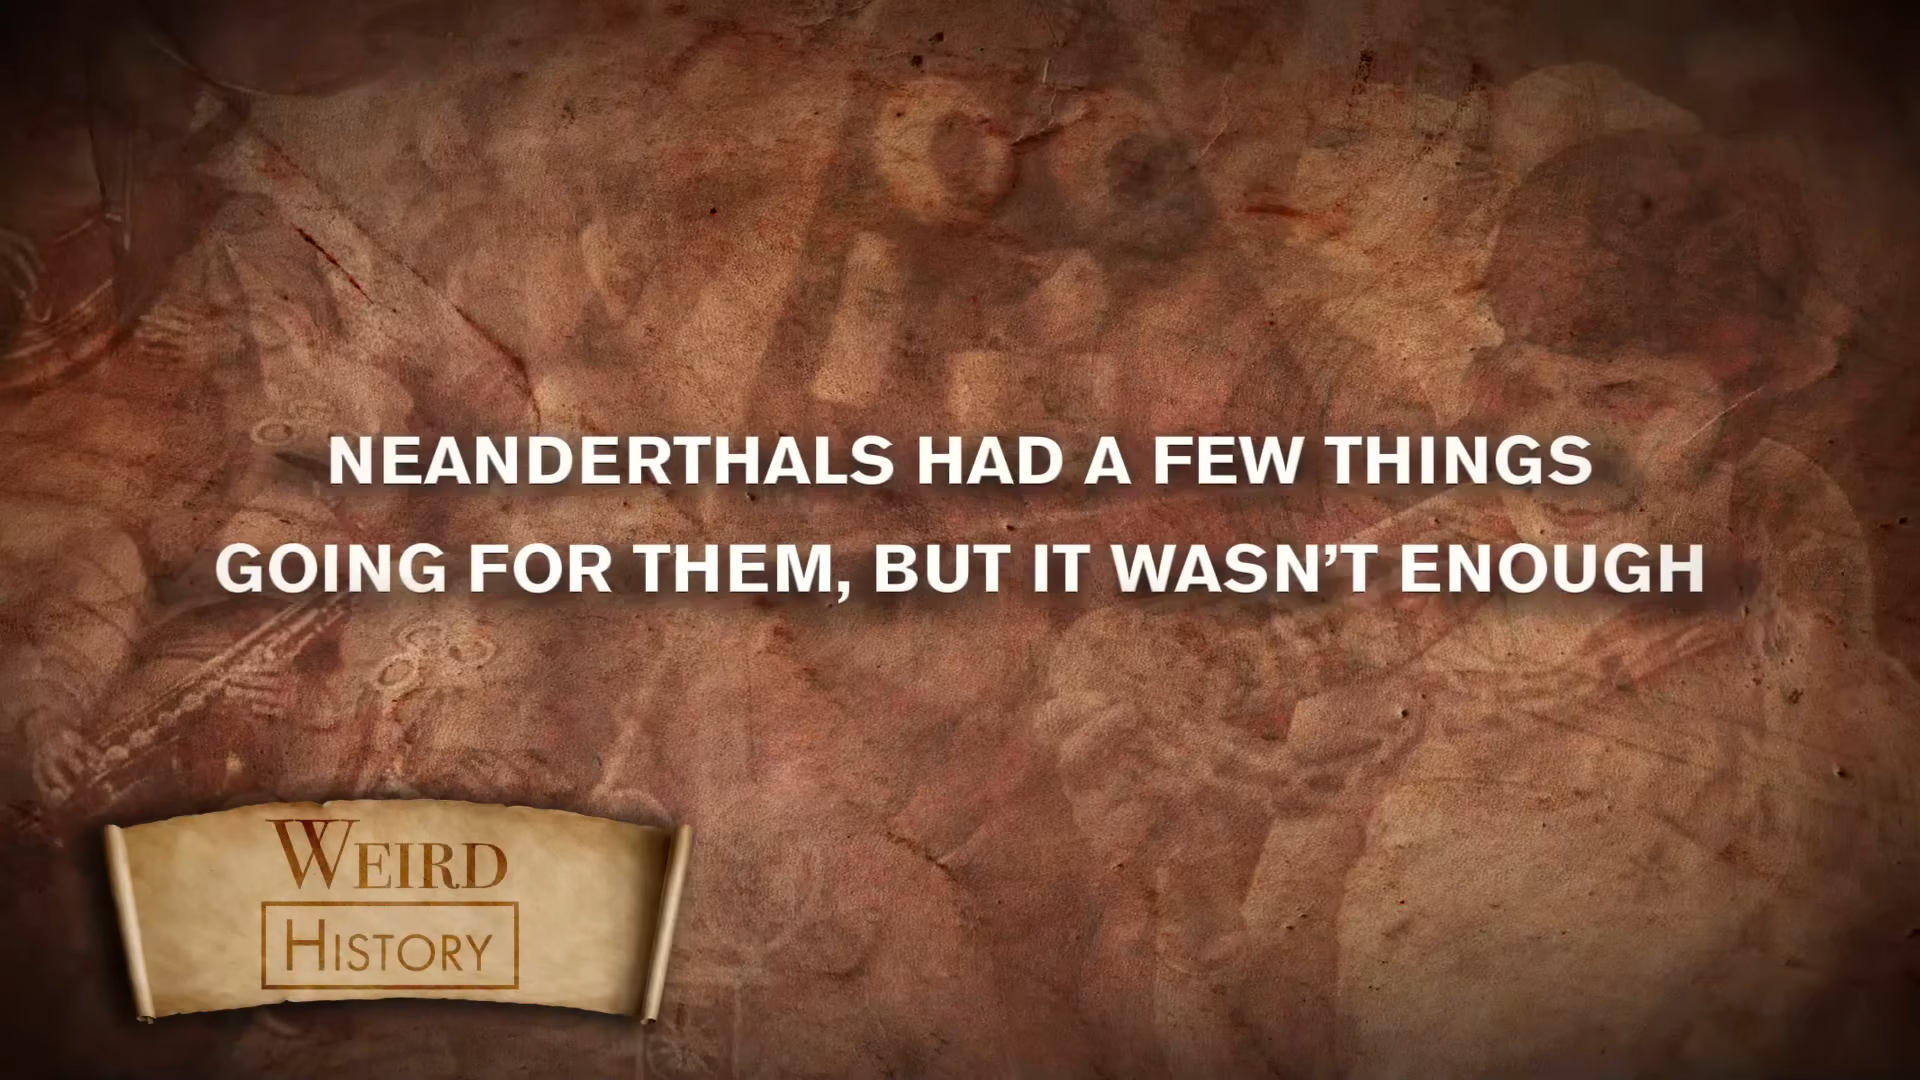 NEANDERTHALS HAD A FEW THINGS
GOING FOR THEM, BUT IT WASN’T ENOUGH
WEIRD
HISTORY